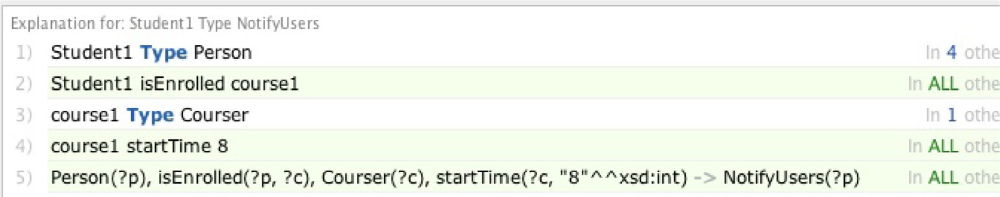 Explanation for: Student1 Type NotifyUsers
1) Student1 Type Person In 4 othe
2) Student1 isEnrolled course1 In ALL othe
3) course1 Type Courser In 1 othe
4) course1 startTime 8 In ALL othe
5) Person(?p), isEnrolled(?p, ?c), Courser(?c), startTime(?c, "8"^^xsd:int) -> NotifyUsers(?p) In ALL othe